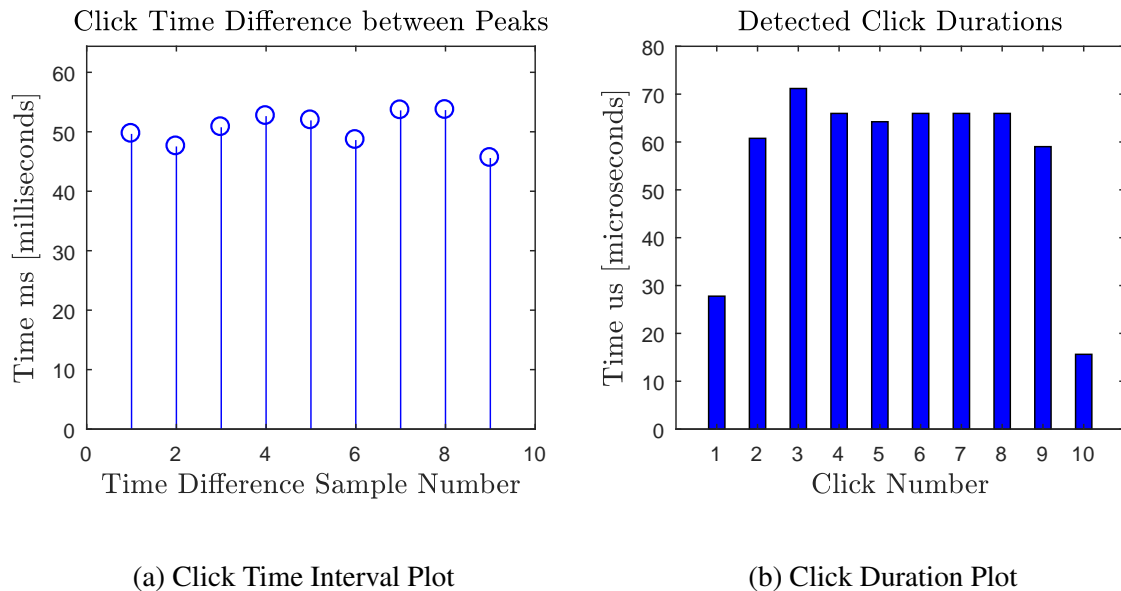 Click Time Difference between Peaks
Time ms [milliseconds]
60
50
40
30
20
10
0
0 2 4 6 8 10
Time Difference Sample Number
(a) Click Time Interval Plot
Detected Click Durations
Time us [microseconds]
80
70
60
50
40
30
20
10
0
1 2 3 4 5 6 7 8 9 10
Click Number
(b) Click Duration Plot